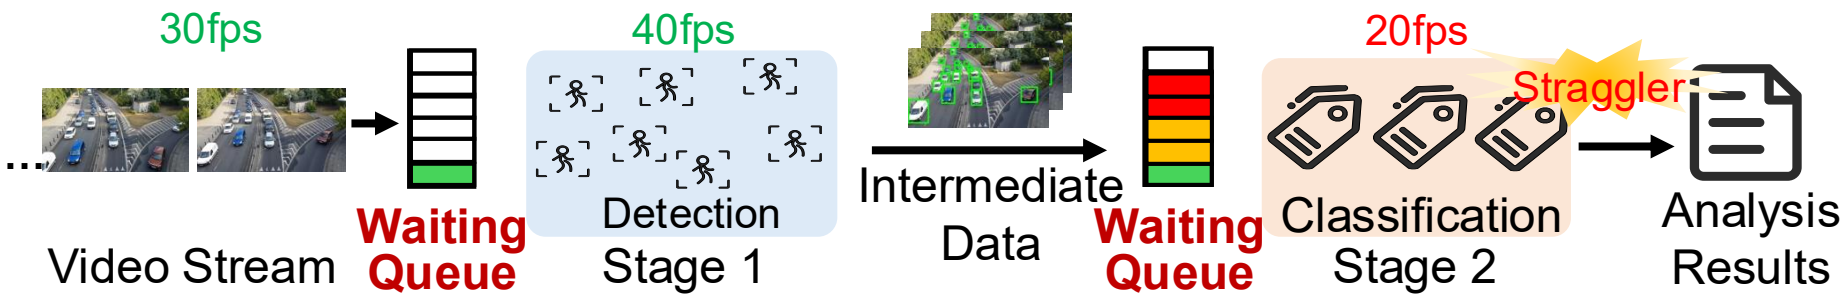 30fps
40fps
20fps
Straggler
...
Video Stream
Waiting
Queue
Detection
Stage 1
Intermediate
Data
Waiting
Queue
Classification
Stage 2
Analysis
Results